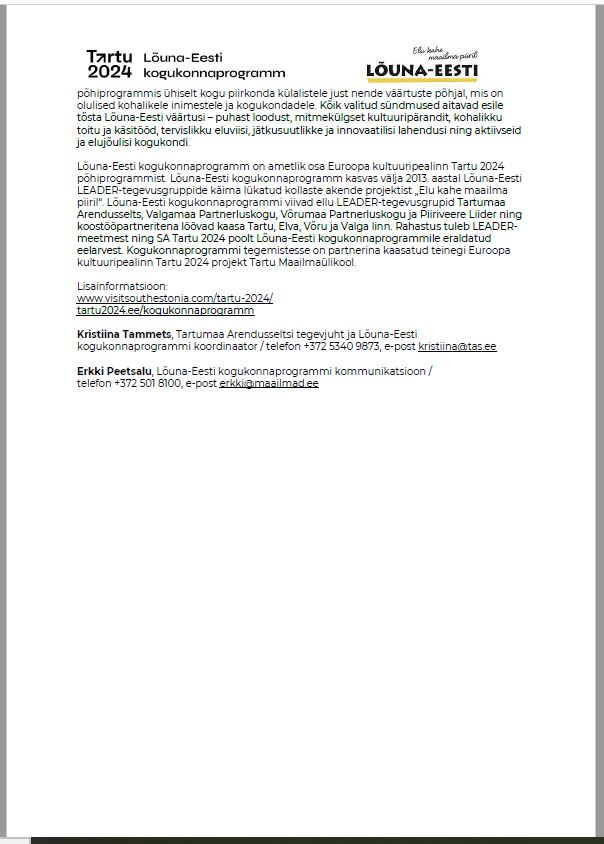 Tartu
2024
Lõuna-Eesti
kogukonnaprogramm
Elu kahe
maailma piiril
LÕUNA-EESTI
põhiprogrammis ühiselt kogu piirkonda külalistele just nende väärtuste põhjal, mis on
olulised kohalikele inimestele ja kogukondadele. Kõik valitud sündmused aitavad esile
tõsta Lõuna-Eesti väärtusi – puhast loodust, mitmekülgset kultuuripärandit, kohalikku
toitu ja käsitööd, tervislikku eluviisi, jätkusuutlikke ja innovaatilisi lahendusi ning aktiivseid
ja elujõulisi kogukondi.
Lõuna-Eesti kogukonnaprogramm on ametlik osa Euroopa kultuuripealinn Tartu 2024
põhiprogrammist. Lõuna-Eesti kogukonnaprogramm kasvas välja 2013. aastal Lõuna-Eesti
LEADER-tegevusgruppide käima lükatud kollaste akende projektist „Elu kahe maailma
piiril“. Lõuna-Eesti kogukonnaprogrammi viivad ellu LEADER-tegevusgrupid Tartumaa
Arendusselts, Valgamaa Partnerluskogu, Võrumaa Partnerluskogu ja Piiriveere Liider ning
koostööpartneritena löövad kaasa Tartu, Elva, Võru ja Valga linn. Rahastus tuleb LEADER-
meetmest ning SA Tartu 2024 poolt Lõuna-Eesti kogukonnaprogrammile eraldatud
eelarvest. Kogukonnaprogrammi tegemistesse on partnerina kaasatud teinegi Euroopa
kultuuripealinn Tartu 2024 projekt Tartu Maailmaülikool.
Lisainformatsioon:
www.visitsouthestonia.com/tartu-2024/
tartu2024.ee/kogukonnaprogramm
Kristiina Tammets, Tartumaa Arendusseltsi tegevjuht ja Lõuna-Eesti
kogukonnaprogrammi koordinaator / telefon +372 5340 9873, e-post kristiina@tas.ee
Erkki Peetsalu, Lõuna-Eesti kogukonnaprogrammi kommunikatsioon /
telefon +372 501 8100, e-post erkki@maailmad.ee